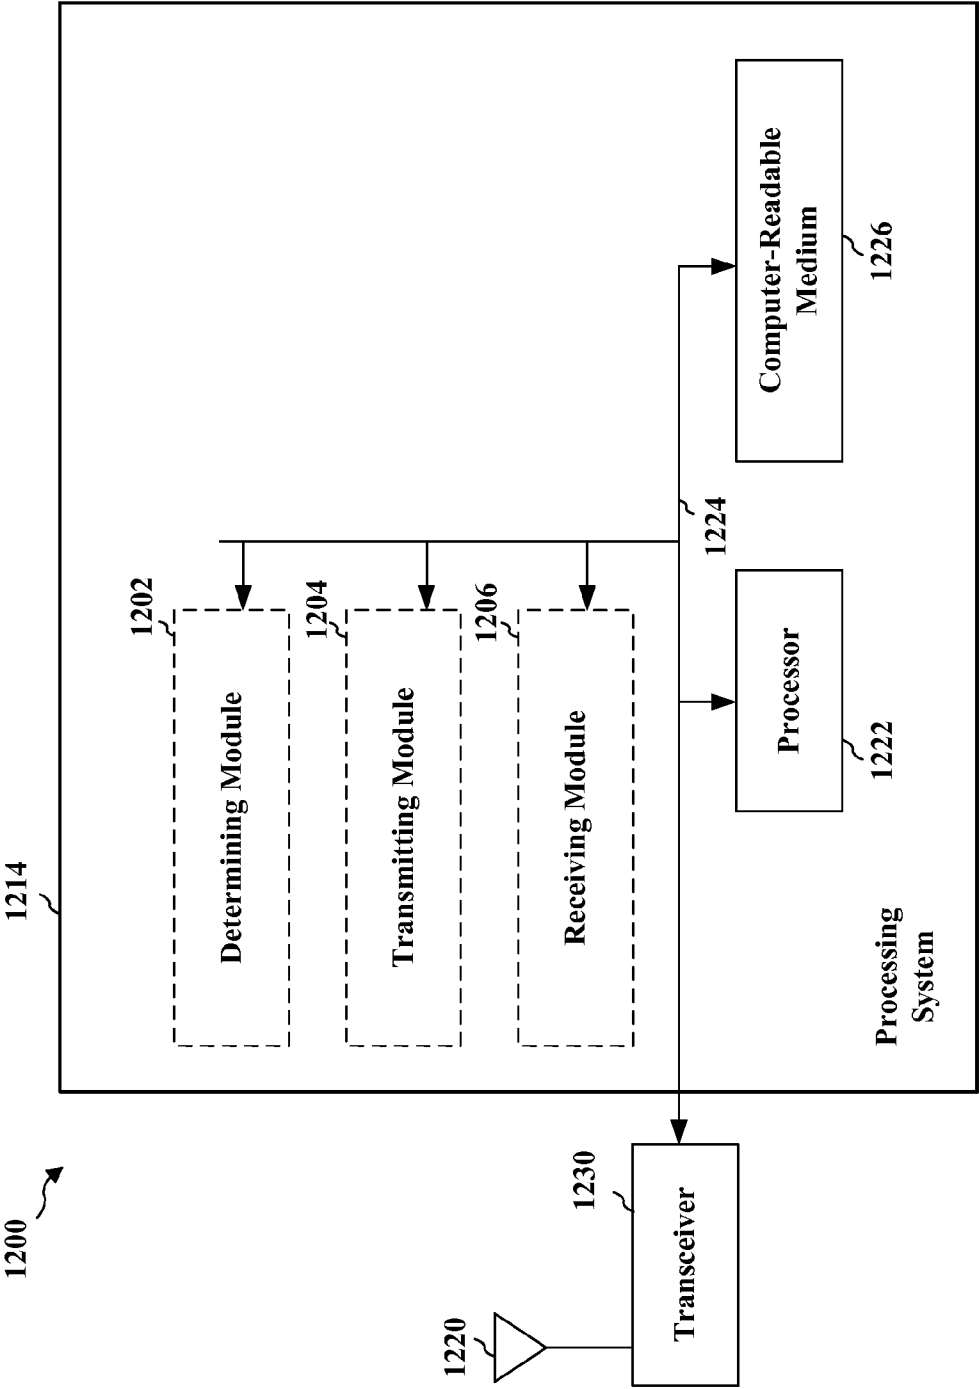 1200
1214
1202
Determining Module
1204
Transmitting Module
1206
Receiving Module
1220
1230
Transceiver
1224
Processor
1222
Computer-Readable
Medium
1226
Processing
System